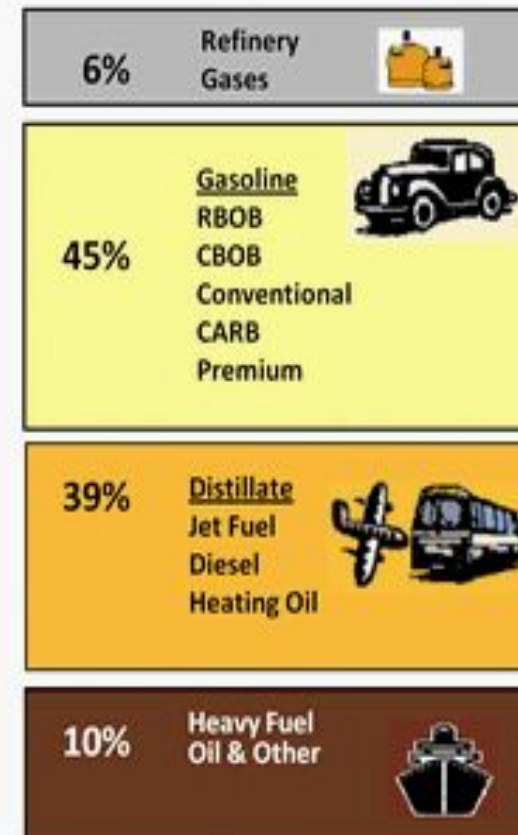 6%
Refinery
Gases
45%
Gasoline
RBOB
CBOB
Conventional
CARB
Premium
39%
Distillate
Jet Fuel
Diesel
Heating Oil
10%
Heavy Fuel
Oil & Other